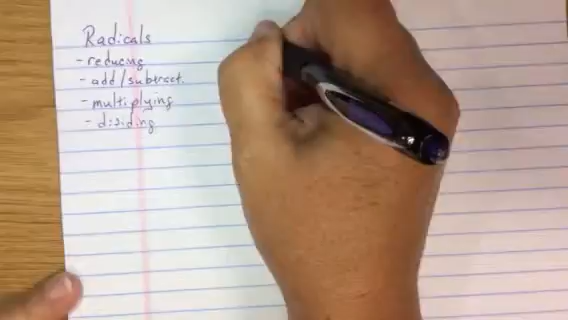 Radicals
- reducing
- add/subtract.
- multiplying
- dividing